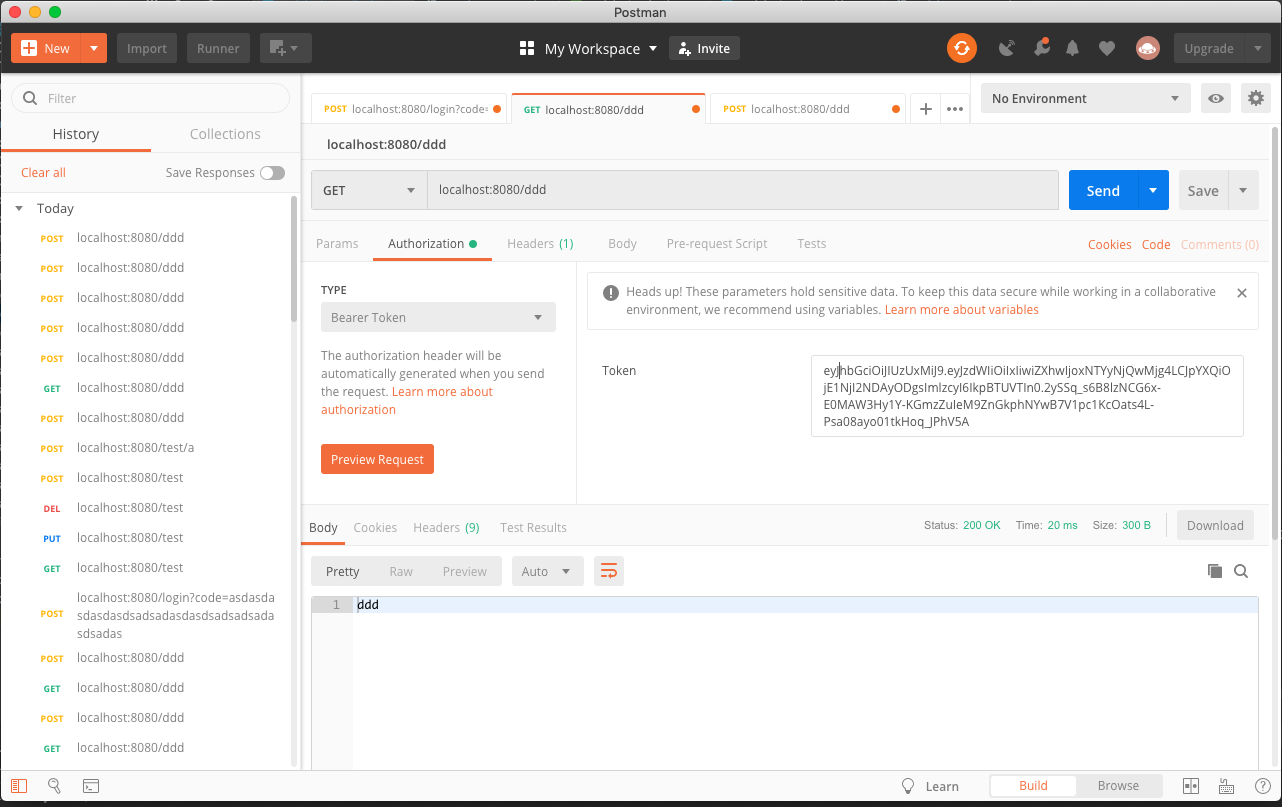 Postman
New
Import
Runner
My Workspace
Invite
Upgrade
Filter
History
Collections
Clear all
Save Responses
Today
POST localhost:8080/ddd
POST localhost:8080/ddd
POST localhost:8080/ddd
POST localhost:8080/ddd
POST localhost:8080/ddd
GET localhost:8080/ddd
POST localhost:8080/ddd
POST localhost:8080/test/a
POST localhost:8080/test
DEL localhost:8080/test
PUT localhost:8080/test
GET localhost:8080/test
POST localhost:8080/login?code=asdasda
sdasdasdsadsadasdasdsadsadsada
sdsadas
POST localhost:8080/ddd
GET localhost:8080/ddd
POST localhost:8080/ddd
GET localhost:8080/ddd
POST localhost:8080/login?code=
GET localhost:8080/ddd
POST localhost:8080/ddd
No Environment
localhost:8080/ddd
GET
localhost:8080/ddd
Send
Save
Params
Authorization
Headers (1)
Body
Pre-request Script
Tests
Cookies
Code
Comments (0)
TYPE
Bearer Token
The authorization header will be
automatically generated when you send
the request. Learn more about
authorization
Preview Request
Heads up! These parameters hold sensitive data. To keep this data secure while working in a collaborative
environment, we recommend using variables. Learn more about variables
Token
Body
Cookies
Headers (9)
Test Results
Status: 200 OK
Time: 20 ms
Size: 300 B
Download
Pretty
Raw
Preview
Auto
1 ddd
Learn
Build
Browse